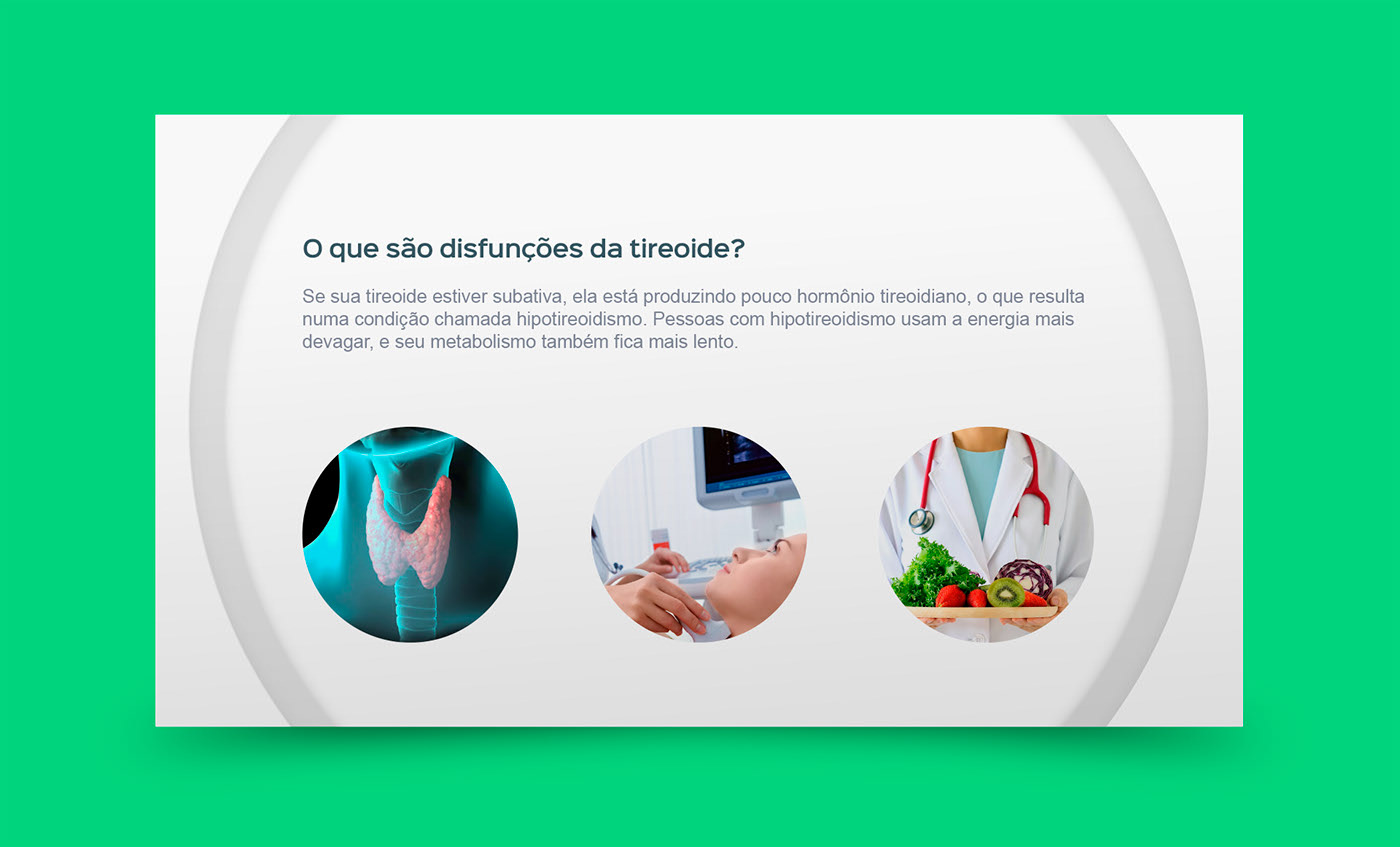 O que são disfunções da tireoide?
Se sua tireoide estiver subativa, ela está produzindo pouco hormônio tireoidiano, o que resulta
numa condição chamada hipotireoidismo. Pessoas com hipotireoidismo usam a energia mais
devagar, e seu metabolismo também fica mais lento.